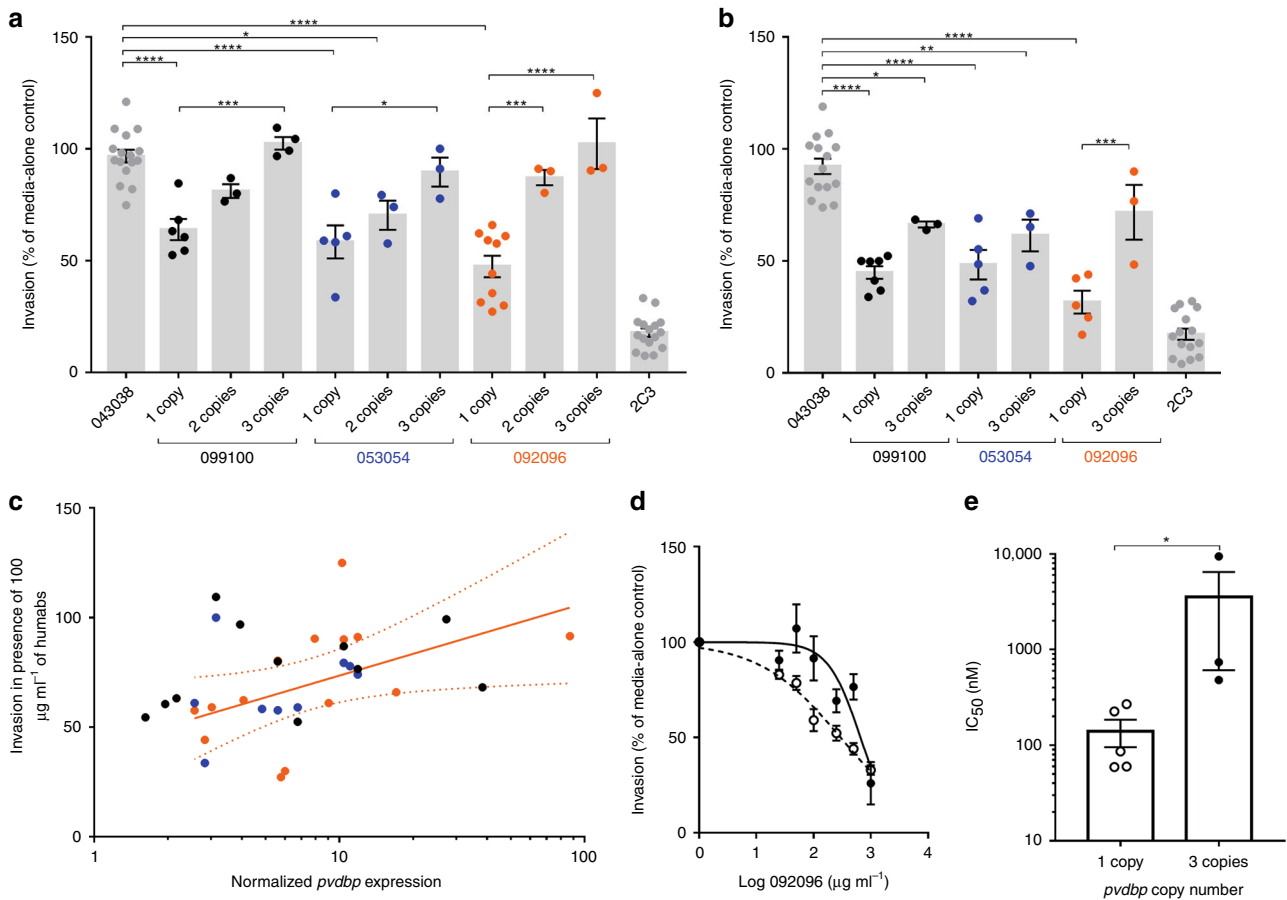 a
****
*
****
****
***
*
****
***
150
100
50
0
Invasion (% of media-alone control)
043038
1 copy
2 copies
3 copies
1 copy
2 copies
3 copies
1 copy
2 copies
3 copies
2C3
099100
053054
092096
b
****
**
****
*
****
***
150
100
50
0
Invasion (% of media-alone control)
043038
1 copy
3 copies
1 copy
3 copies
1 copy
3 copies
2C3
099100
053054
092096
c
150
100
50
0
Invasion in presence of 100
µg ml⁻¹ of humabs
1
10
100
Normalized pvdbp expression
d
150
100
50
0
Invasion (% of media-alone control)
0
1
2
3
4
Log 092096 (µg ml⁻¹)
e
*
10,000
1000
100
10
IC50 (nM)
1 copy
3 copies
pvdbp copy number